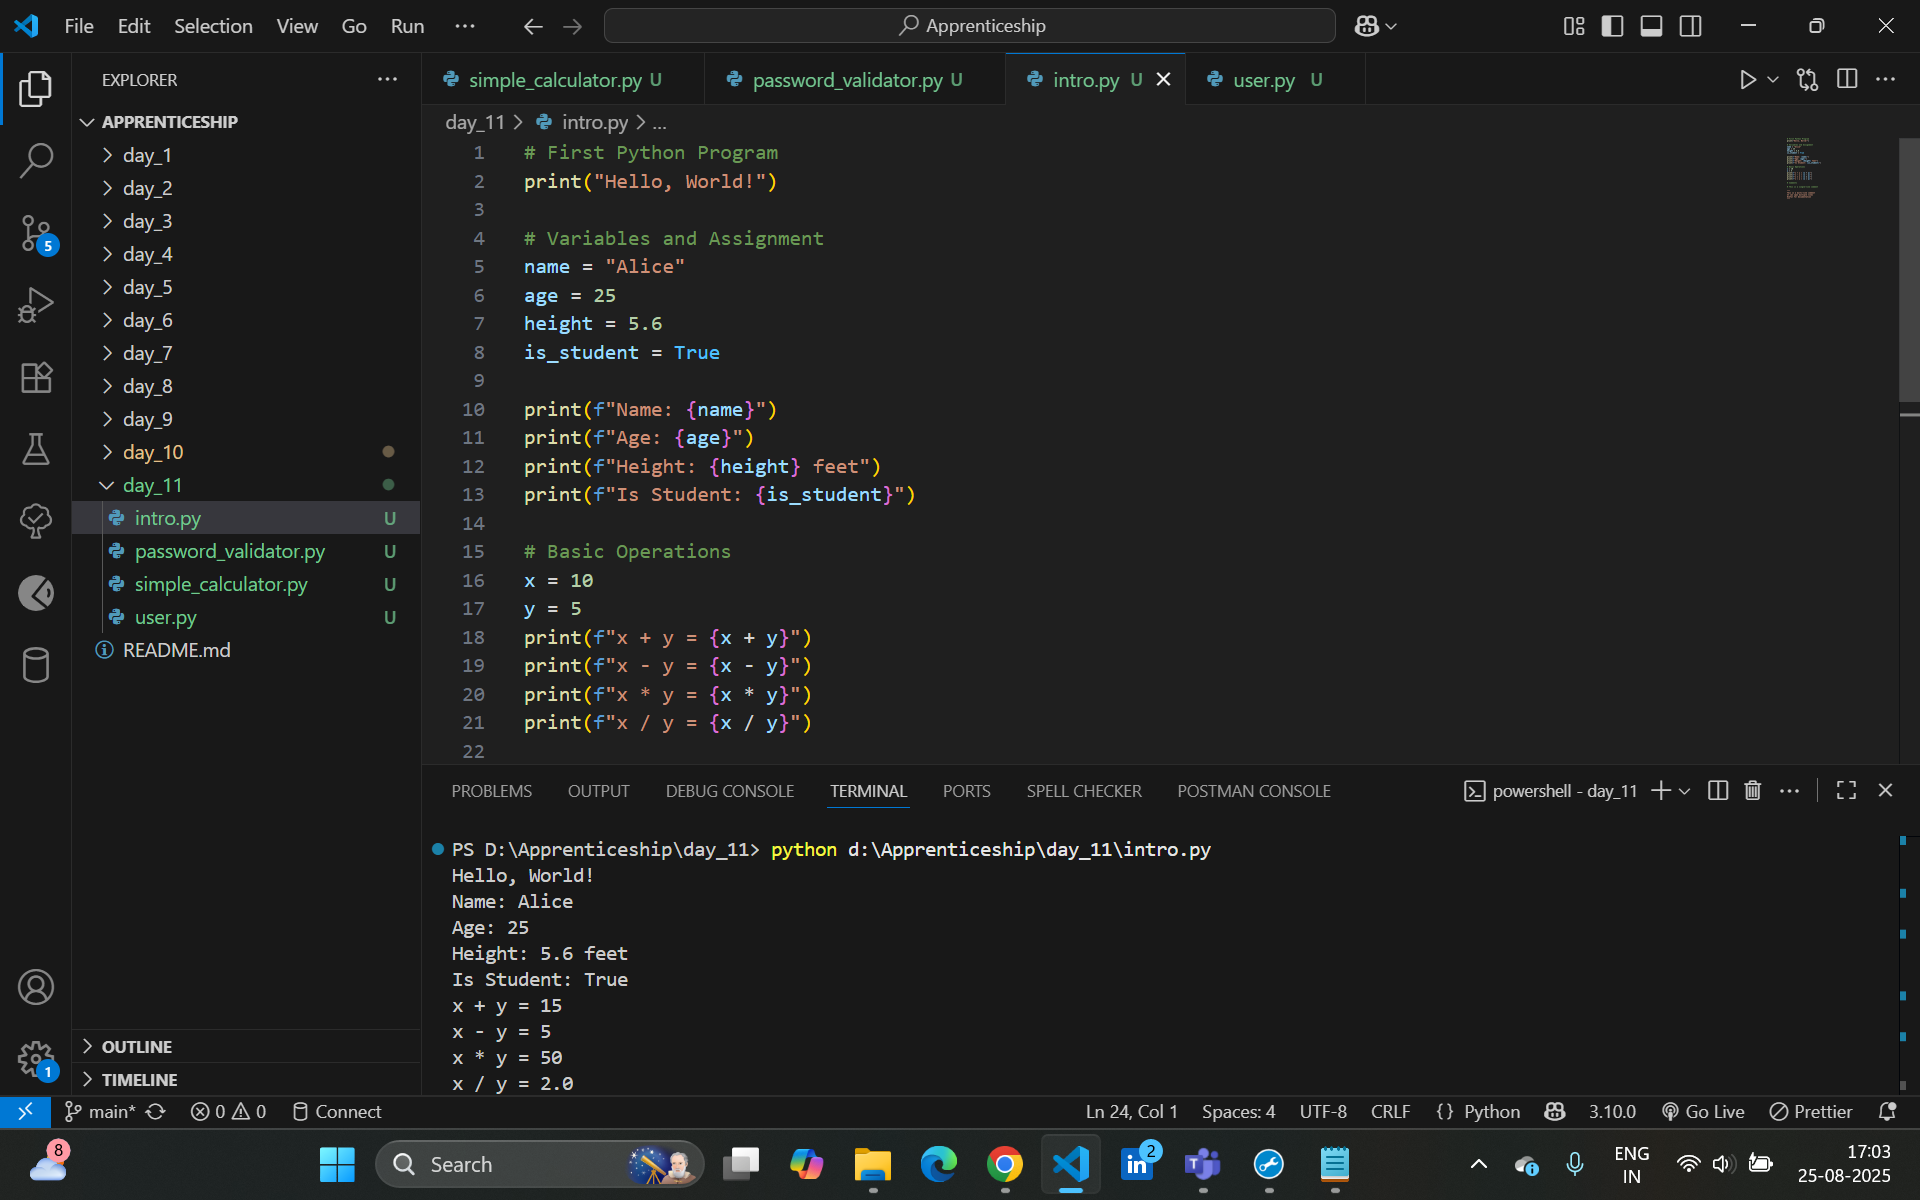 File Edit Selection View Go Run ··· Apprenticeship
EXPLORER ···
APPRENTICESHIP
day_1
day_2
day_3
day_4
day_5
day_6
day_7
day_8
day_9
day_10
day_11
intro.py U
password_validator.py U
simple_calculator.py U
user.py U
README.md
OUTLINE
TIMELINE
5
1
simple_calculator.py U password_validator.py U intro.py U user.py U
day_11 > intro.py > ...
1 # First Python Program
2 print("Hello, World!")
3
4 # Variables and Assignment
5 name = "Alice"
6 age = 25
7 height = 5.6
8 is_student = True
9
10 print(f"Name: {name}")
11 print(f"Age: {age}")
12 print(f"Height: {height} feet")
13 print(f"Is Student: {is_student}")
14
15 # Basic Operations
16 x = 10
17 y = 5
18 print(f"x + y = {x + y}")
19 print(f"x - y = {x - y}")
20 print(f"x * y = {x * y}")
21 print(f"x / y = {x / y}")
22
PROBLEMS OUTPUT DEBUG CONSOLE TERMINAL PORTS SPELL CHECKER POSTMAN CONSOLE powershell - day_11
PS D:\Apprenticeship\day_11> python d:\Apprenticeship\day_11\intro.py
Hello, World!
Name: Alice
Age: 25
Height: 5.6 feet
Is Student: True
x + y = 15
x - y = 5
x * y = 50
x / y = 2.0
main* 0 0 Connect Ln 24, Col 1 Spaces: 4 UTF-8 CRLF {} Python 3.10.0 Go Live Prettier
8 Search in 2 ENG 17:03
IN 25-08-2025